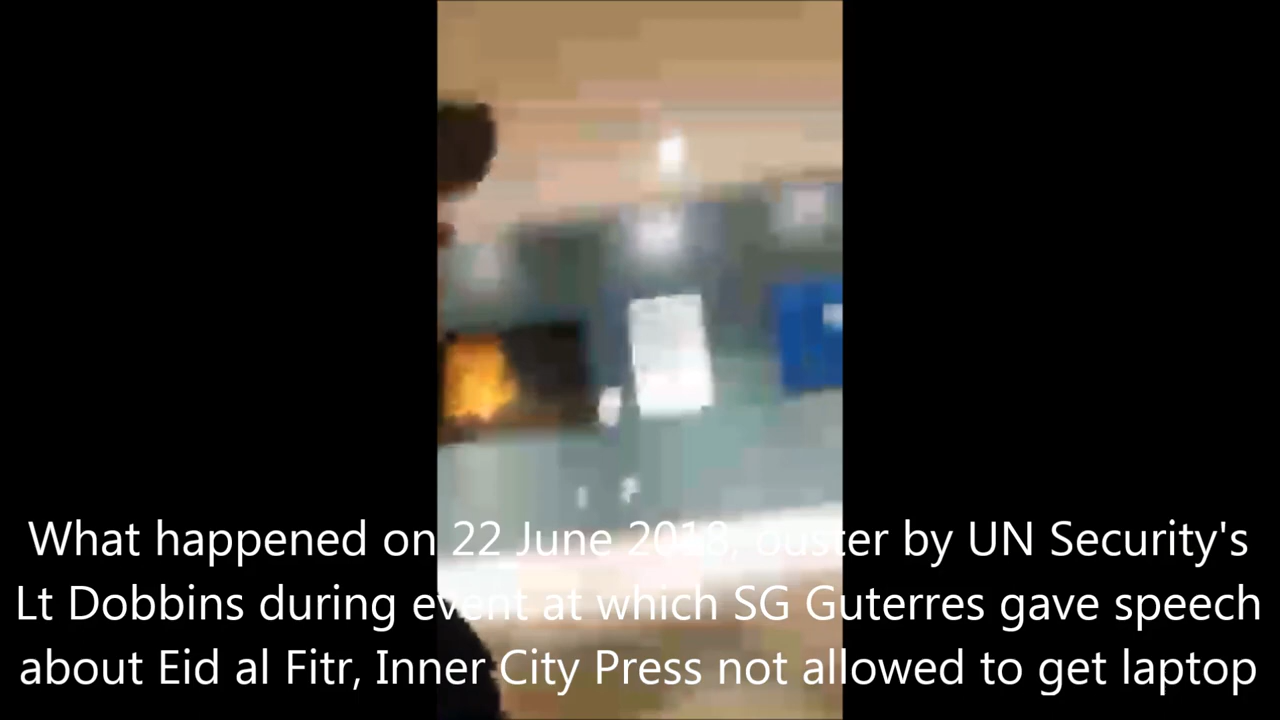 What happened on 22 June 2018, ouster by UN Security's
Lt Dobbins during event at which SG Guterres gave speech
about Eid al Fitr, Inner City Press not allowed to get laptop